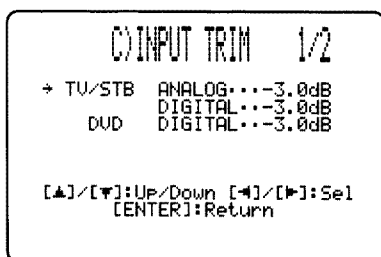 C)INPUT TRIM 1/2
→ TV/STB ANALOG···-3.0dB
DIGITAL···-3.0dB
DVD DIGITAL···-3.0dB
[▲]/[▼]:Up/Down [◄]/[►]:Sel
[ENTER]:Return